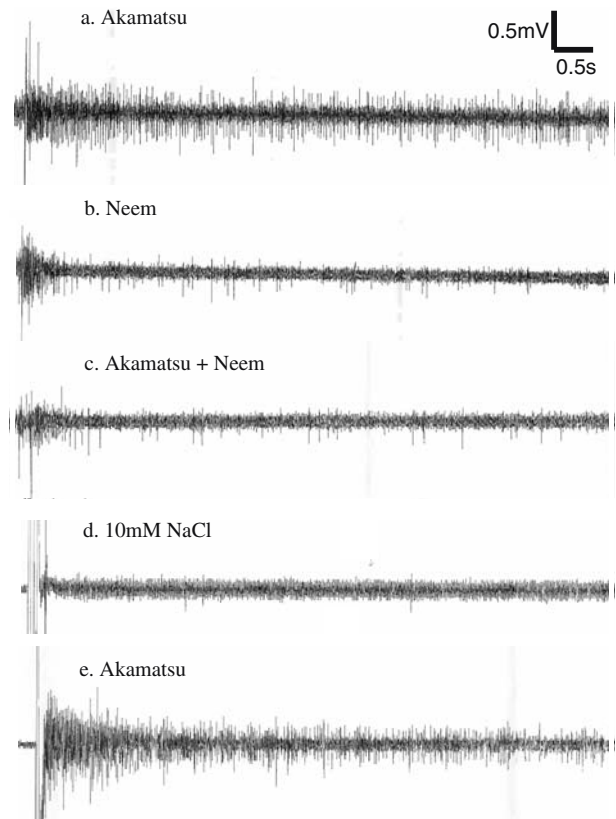 a. Akamatsu
0.5mV
0.5s
b. Neem
c. Akamatsu + Neem
d. 10mM NaCl
e. Akamatsu